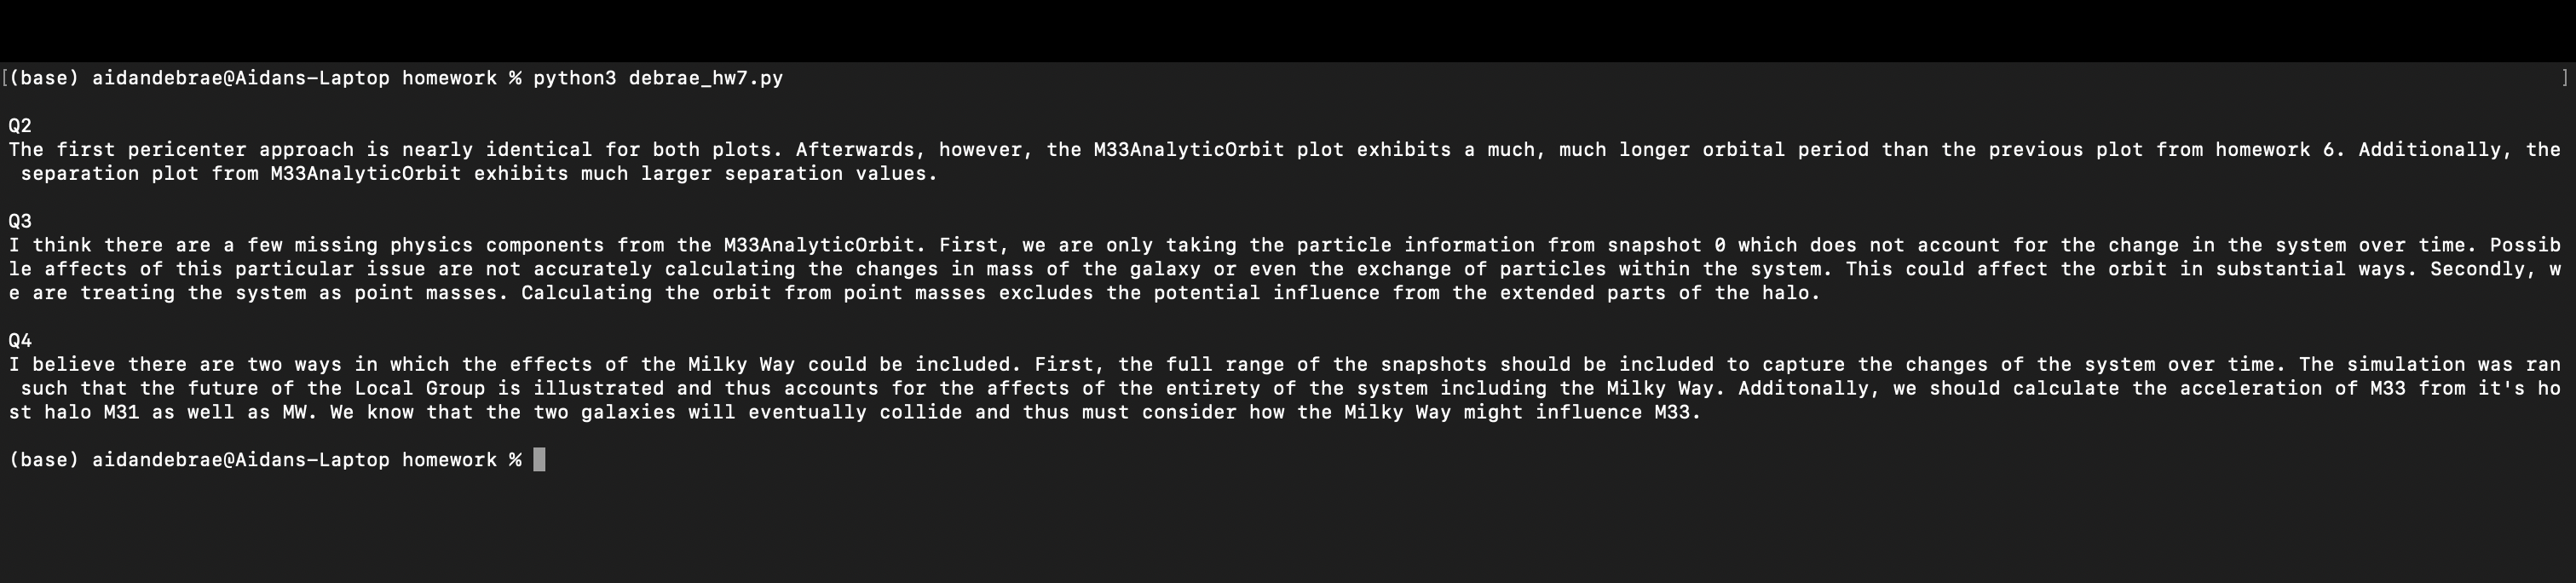 [(base) aidandebrae@Aidans-Laptop homework % python3 debrae_hw7.py ]
Q2
The first pericenter approach is nearly identical for both plots. Afterwards, however, the M33AnalyticOrbit plot exhibits a much, much longer orbital period than the previous plot from homework 6. Additionally, the
separation plot from M33AnalyticOrbit exhibits much larger separation values.
Q3
I think there are a few missing physics components from the M33AnalyticOrbit. First, we are only taking the particle information from snapshot 0 which does not account for the change in the system over time. Possib
le affects of this particular issue are not accurately calculating the changes in mass of the galaxy or even the exchange of particles within the system. This could affect the orbit in substantial ways. Secondly, w
e are treating the system as point masses. Calculating the orbit from point masses excludes the potential influence from the extended parts of the halo.
Q4
I believe there are two ways in which the effects of the Milky Way could be included. First, the full range of the snapshots should be included to capture the changes of the system over time. The simulation was ran
such that the future of the Local Group is illustrated and thus accounts for the affects of the entirety of the system including the Milky Way. Additonally, we should calculate the acceleration of M33 from it's ho
st halo M31 as well as MW. We know that the two galaxies will eventually collide and thus must consider how the Milky Way might influence M33.
(base) aidandebrae@Aidans-Laptop homework %